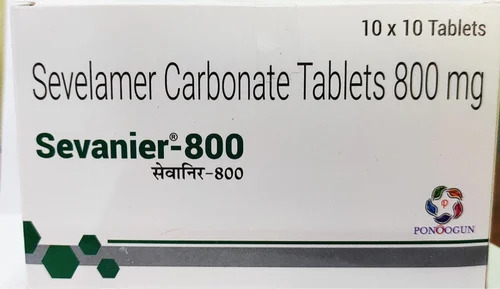 10 x 10 Tablets
Sevelamer Carbonate Tablets 800 mg
Sevanier®-800
सेवानिर-800
PONOOGUN